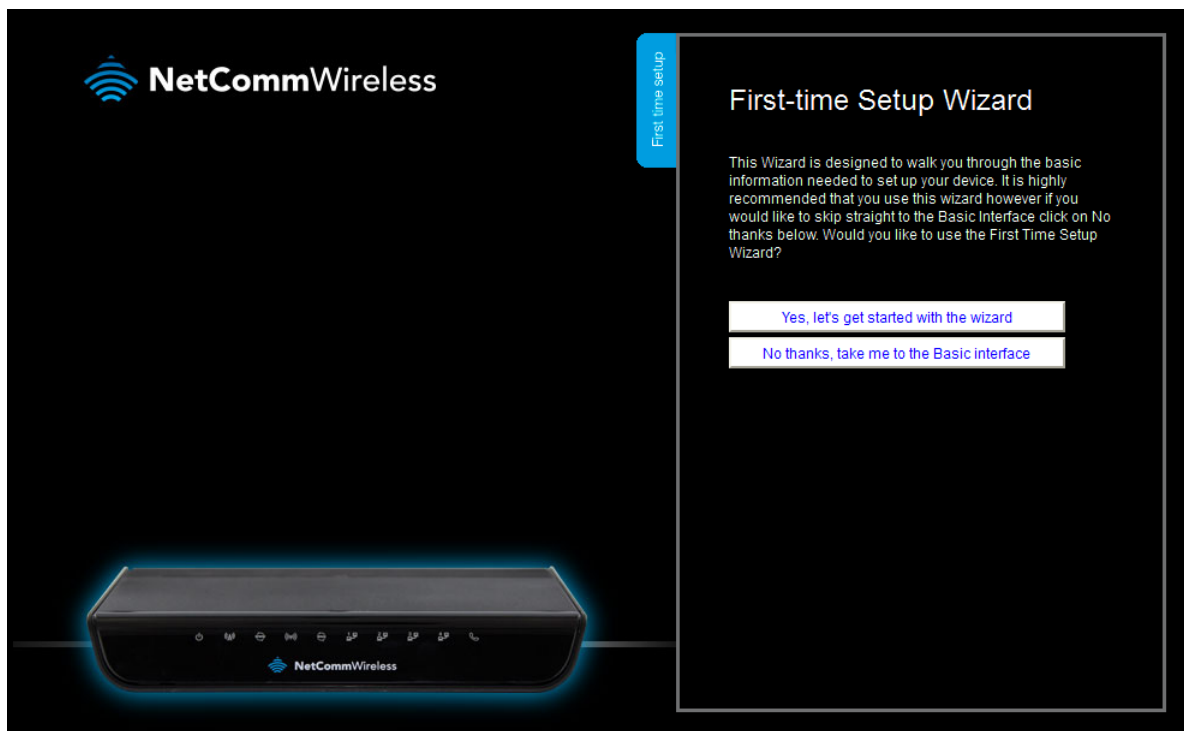 NetCommWireless
First time setup
First-time Setup Wizard
This Wizard is designed to walk you through the basic
information needed to set up your device. It is highly
recommended that you use this wizard however if you
would like to skip straight to the Basic Interface click on No
thanks below. Would you like to use the First Time Setup
Wizard?
Yes, let's get started with the wizard
No thanks, take me to the Basic interface
NetCommWireless